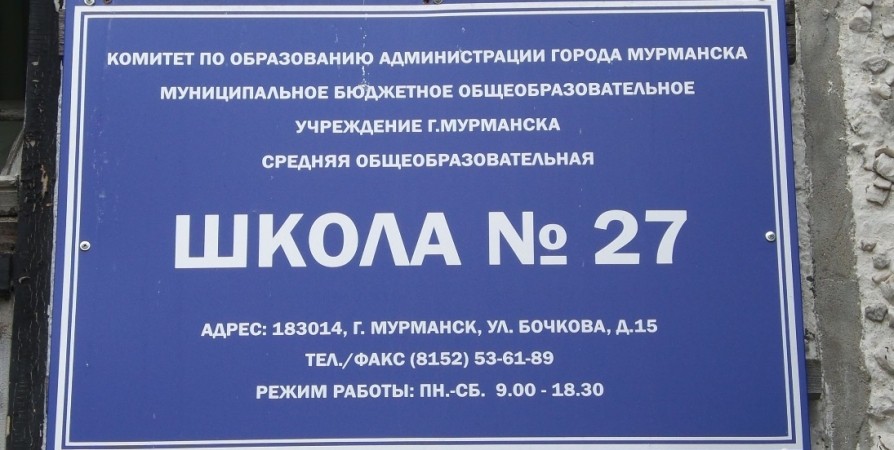 КОМИТЕТ ПО ОБРАЗОВАНИЮ АДМИНИСТРАЦИИ ГОРОДА МУРМАНСКА
МУНИЦИПАЛЬНОЕ БЮДЖЕТНОЕ ОБЩЕОБРАЗОВАТЕЛЬНОЕ
УЧРЕЖДЕНИЕ Г.МУРМАНСКА
СРЕДНЯЯ ОБЩЕОБРАЗОВАТЕЛЬНАЯ
ШКОЛА № 27
АДРЕС: 183014, Г. МУРМАНСК, УЛ. БОЧКОВА, Д.15
ТЕЛ./ФАКС (8152) 53-61-89
РЕЖИМ РАБОТЫ: ПН.-СБ. 9.00 - 18.30